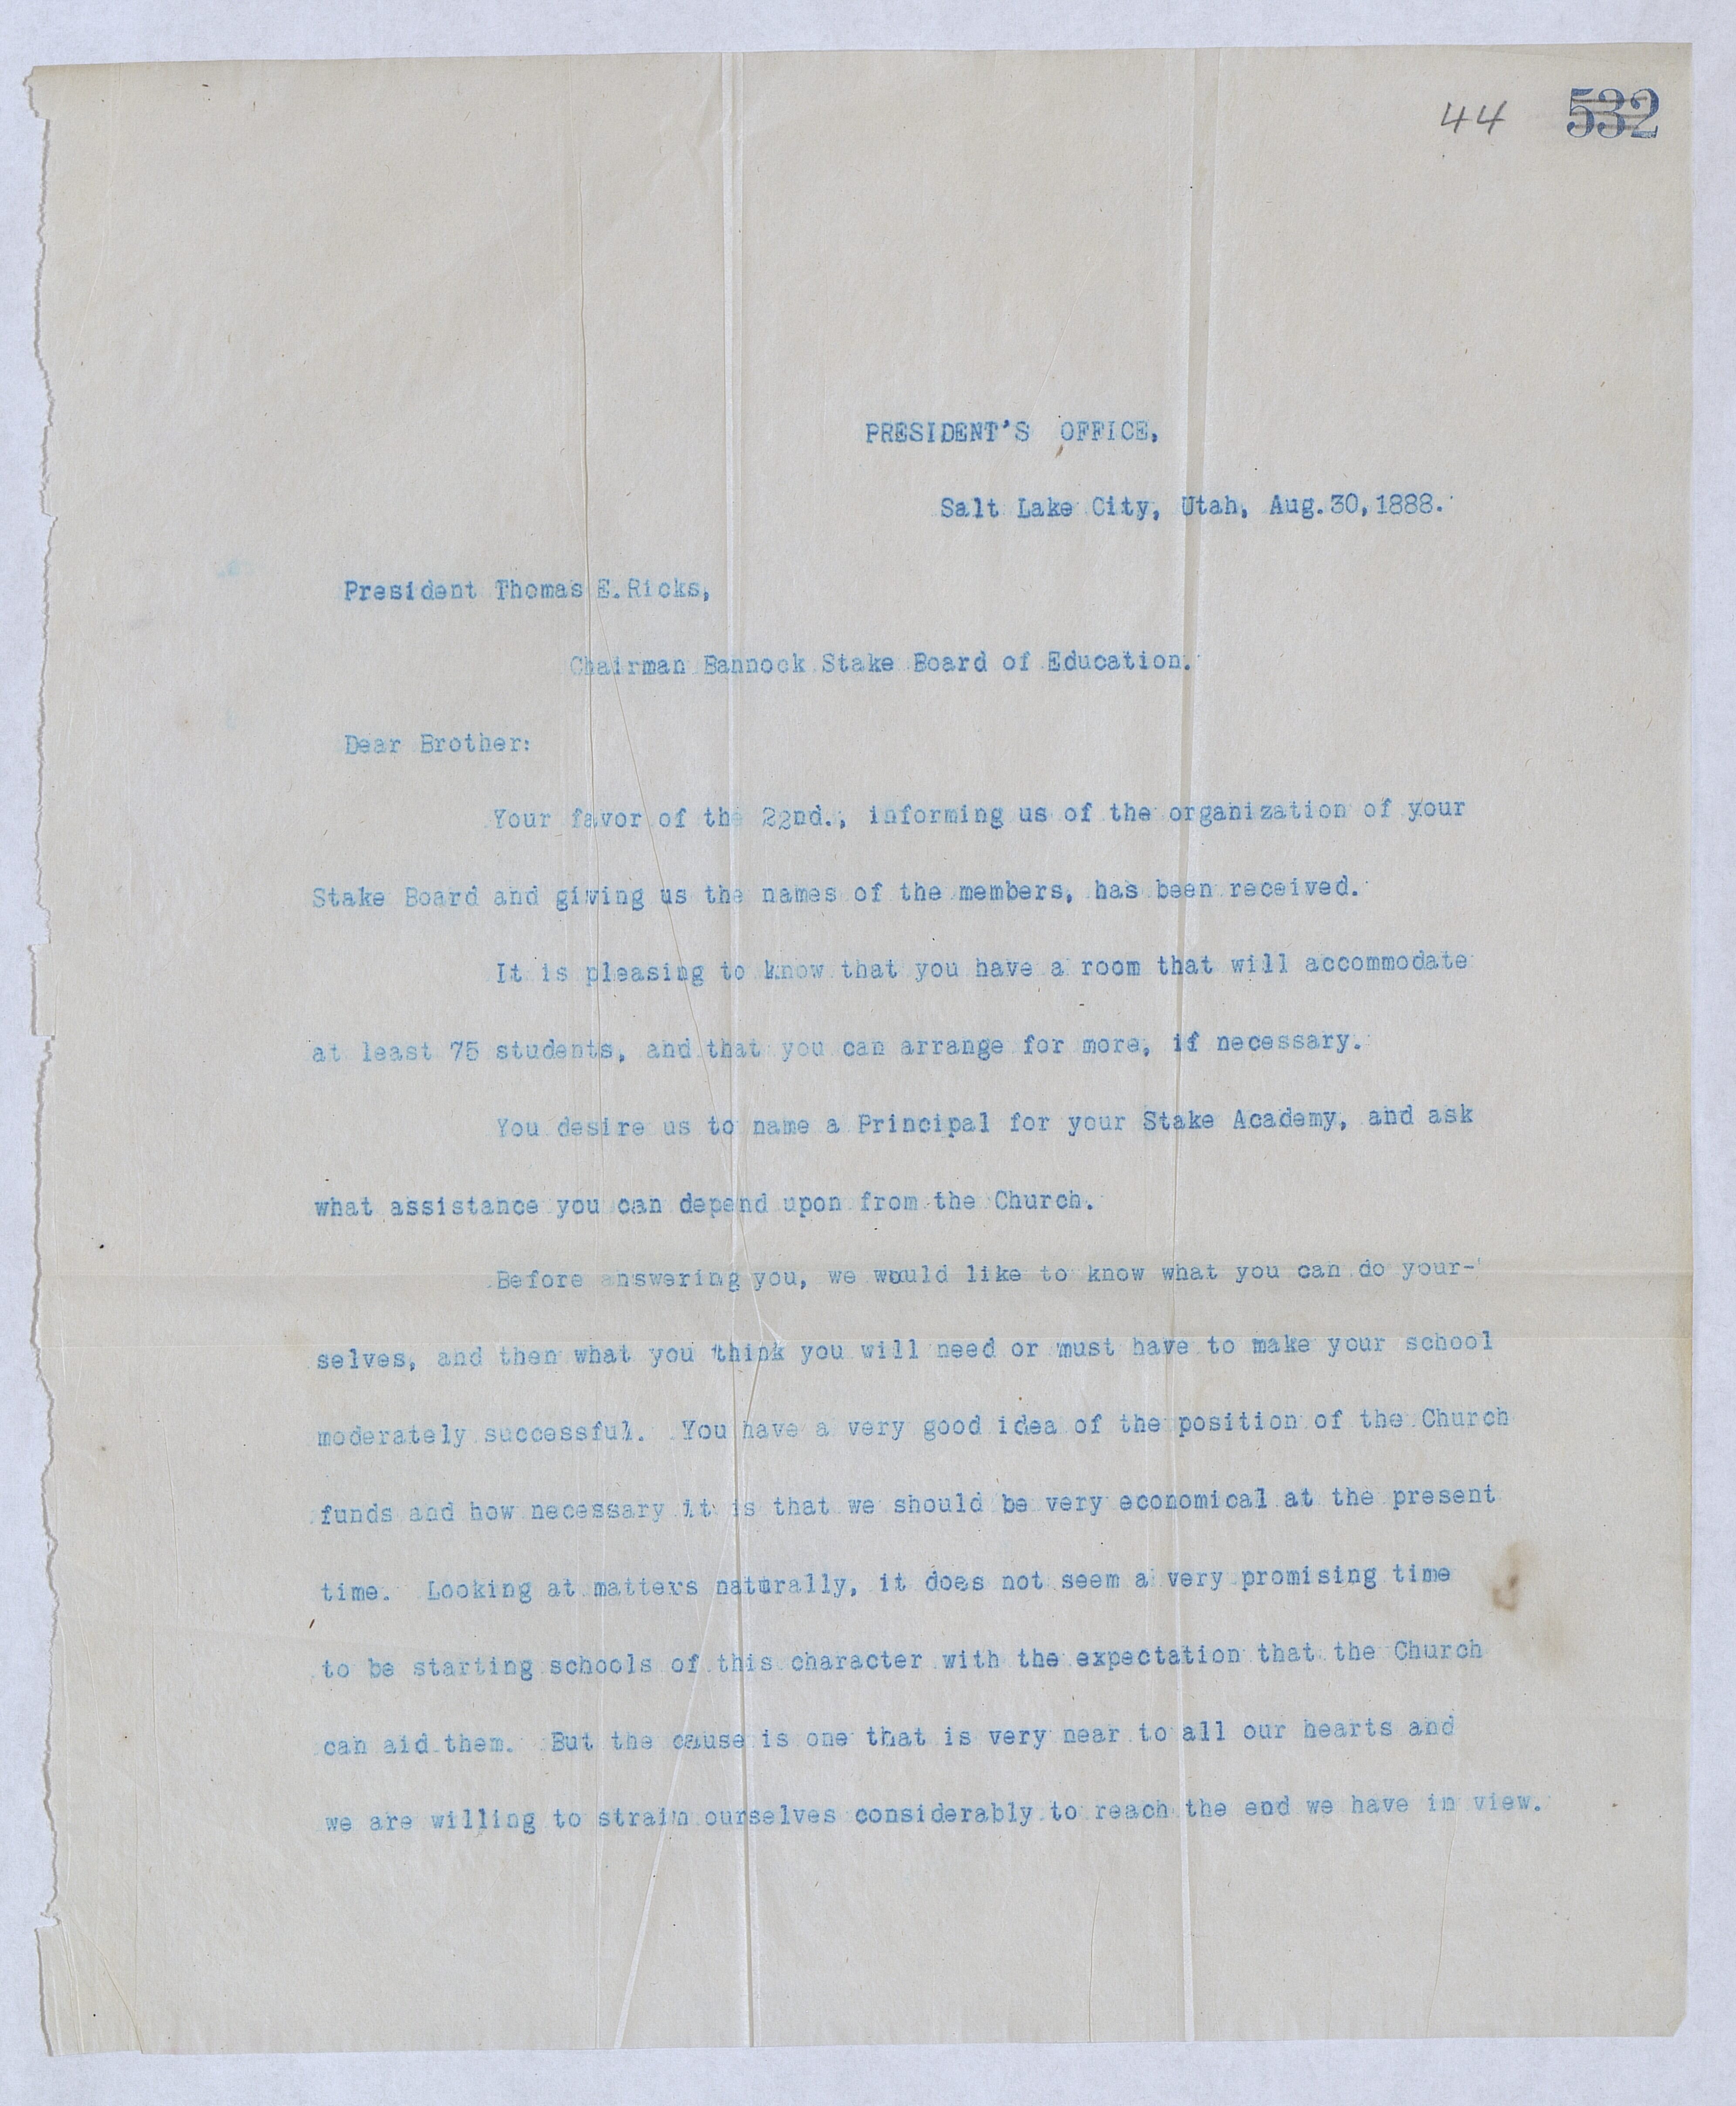 44 532
PRESIDENT'S OFFICE,
Salt Lake City, Utah, Aug.30,1888.
President Thomas E.Ricks,
Chairman Bannock Stake Board of Education.
Dear Brother:
Your favor of the 22nd., informing us of the organization of your
Stake Board and giving us the names of the members, has been received.
It is pleasing to know that you have a room that will accommodate
at least 75 students, and that you can arrange for more, if necessary.
You desire us to name a Principal for your Stake Academy, and ask
what assistance you can depend upon from the Church.
Before answering you, we would like to know what you can do your-
selves, and then what you think you will need or must have to make your school
moderately successful. You have a very good idea of the position of the Church
funds and how necessary it is that we should be very economical at the present
time. Looking at matters naturally, it does not seem a very promising time
to be starting schools of this character with the expectation that the Church
can aid them. But the cause is one that is very near to all our hearts and
we are willing to strain ourselves considerably to reach the end we have in view.